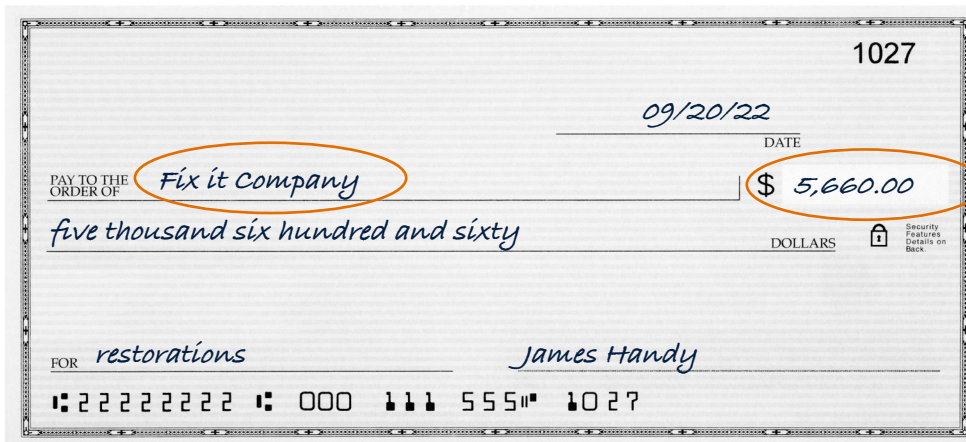 1027
09/20/22
DATE
PAY TO THE
ORDER OF Fix it Company $ 5,660.00
five thousand six hundred and sixty DOLLARS
Security
Features
Details on
Back.
FOR restorations James Handy
⑆22222222⑆ 000 111 555⑈ 1027